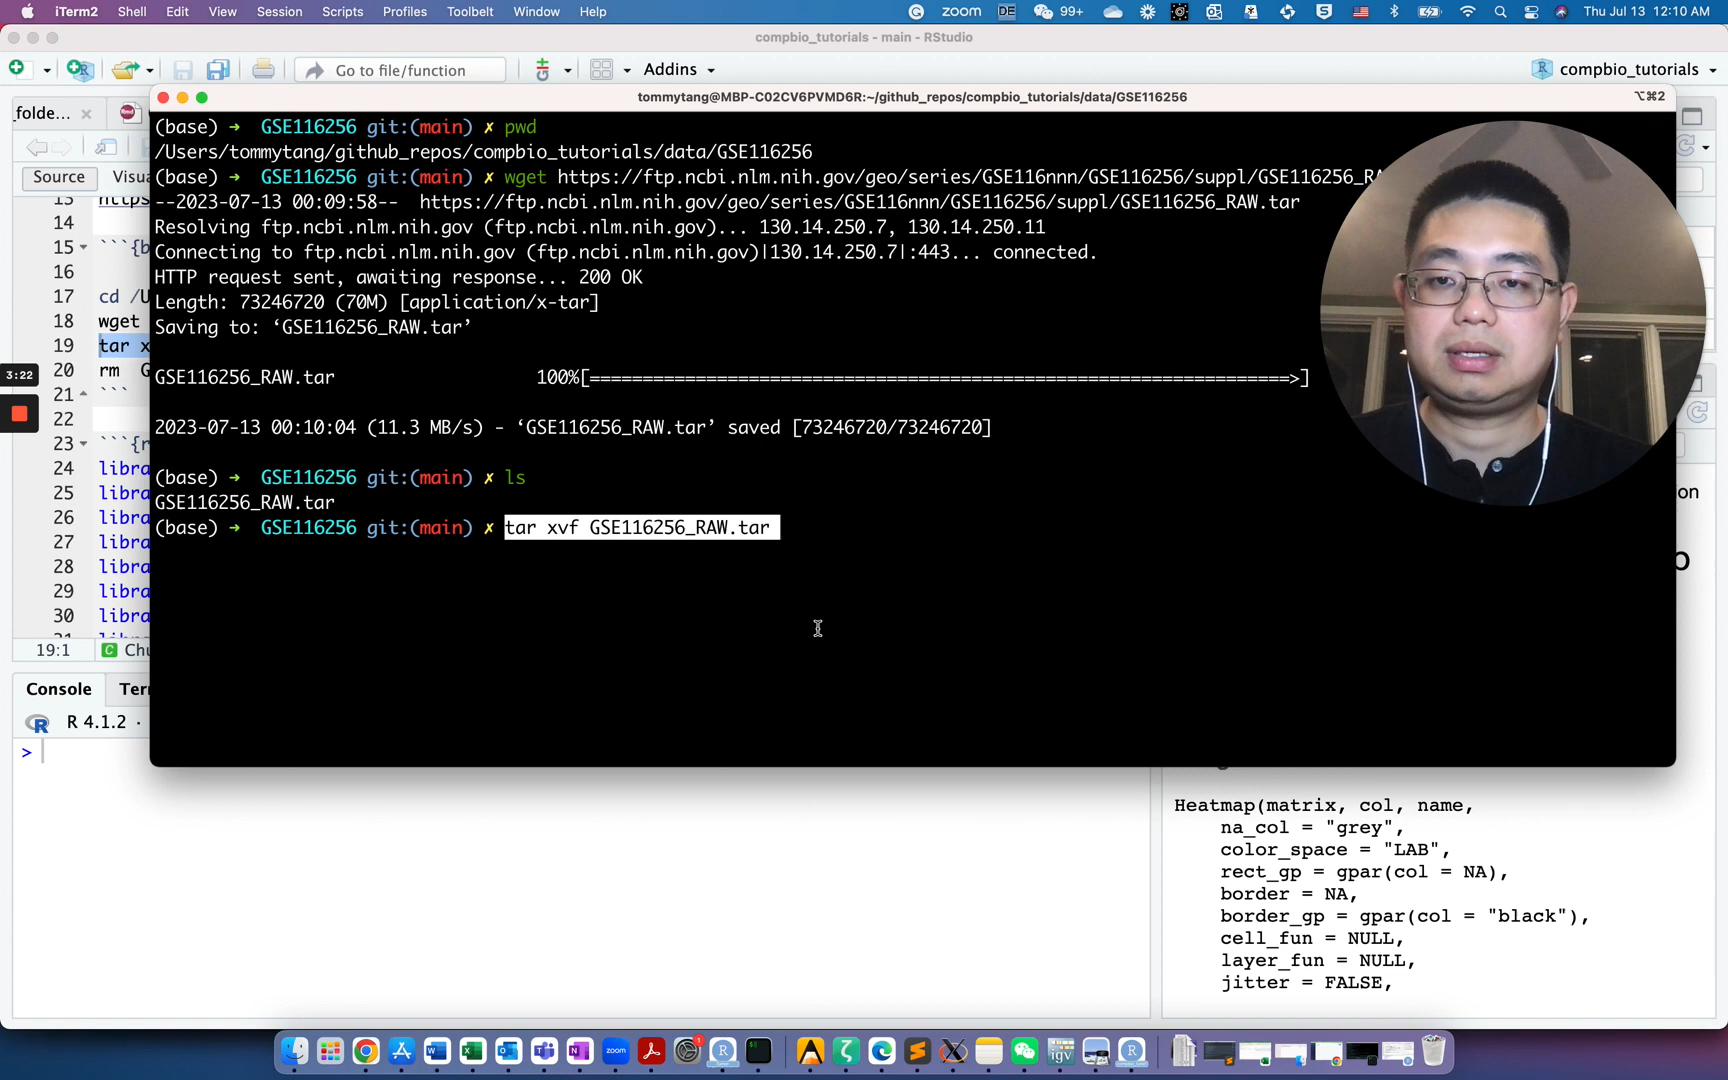 iTerm2 Shell Edit View Session Scripts Profiles Toolbelt Window Help
zoom DE 99+ Thu Jul 13 12:10 AM
compbio_tutorials - main - RStudio
Go to file/function Addins compbio_tutorials
_folde...
tommytang@MBP-C02CV6PVMD6R:~/github_repos/compbio_tutorials/data/GSE116256 ⌥⌘2
(base) ➜ GSE116256 git:(main) ✗ pwd
/Users/tommytang/github_repos/compbio_tutorials/data/GSE116256
(base) ➜ GSE116256 git:(main) ✗ wget https://ftp.ncbi.nlm.nih.gov/geo/series/GSE116nnn/GSE116256/suppl/GSE116256_RA
--2023-07-13 00:09:58-- https://ftp.ncbi.nlm.nih.gov/geo/series/GSE116nnn/GSE116256/suppl/GSE116256_RAW.tar
Resolving ftp.ncbi.nlm.nih.gov (ftp.ncbi.nlm.nih.gov)... 130.14.250.7, 130.14.250.11
Connecting to ftp.ncbi.nlm.nih.gov (ftp.ncbi.nlm.nih.gov)|130.14.250.7|:443... connected.
HTTP request sent, awaiting response... 200 OK
Length: 73246720 (70M) [application/x-tar]
Saving to: ‘GSE116256_RAW.tar’
GSE116256_RAW.tar 100%[===================================================================>]
2023-07-13 00:10:04 (11.3 MB/s) - ‘GSE116256_RAW.tar’ saved [73246720/73246720]
(base) ➜ GSE116256 git:(main) ✗ ls
GSE116256_RAW.tar
(base) ➜ GSE116256 git:(main) ✗ tar xvf GSE116256_RAW.tar
Source Visu
13 https
14
15 ```{b
16
17 cd /U
18 wget
19 tar x
20 rm G
21 ```
22
23 ```{r
24 libra
25 libra
26 libra
27 libra
28 libra
29 libra
30 libra
3:22
19:1 C Chu
Console Ter
R 4.1.2 ·
>
on
o
Heatmap(matrix, col, name,
na_col = "grey",
color_space = "LAB",
rect_gp = gpar(col = NA),
border = NA,
border_gp = gpar(col = "black"),
cell_fun = NULL,
layer_fun = NULL,
jitter = FALSE,
zoom
igv